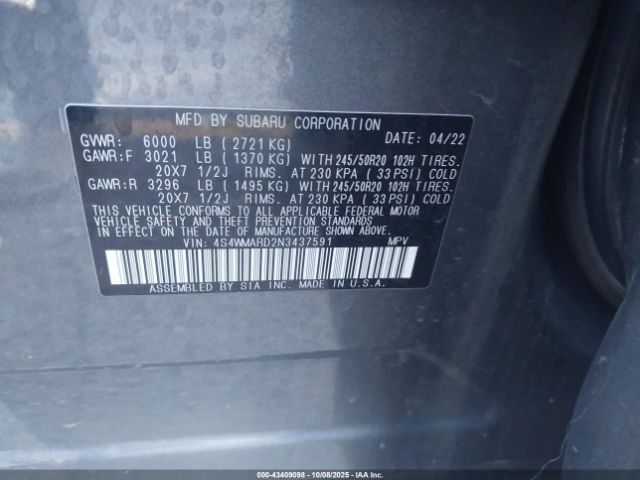 MFD BY SUBARU CORPORATION
GVWR: 6000 LB ( 2721 KG) DATE: 04/22
GAWR:F 3021 LB ( 1370 KG) WITH 245/50R20 102H TIRES.
20X7 1/2J RIMS. AT 230 KPA ( 33 PSI) COLD
GAWR:R 3296 LB ( 1495 KG) WITH 245/50R20 102H TIRES.
20X7 1/2J RIMS. AT 230 KPA ( 33 PSI) COLD
THIS VEHICLE CONFORMS TO ALL APPLICABLE FEDERAL MOTOR
VEHICLE SAFETY AND THEFT PREVENTION STANDARDS
IN EFFECT ON THE DATE OF MANUFACTURE SHOWN ABOVE.
VIN: 4S4WMARD2N3437591 MPV
ASSEMBLED BY SIA INC. MADE IN U.S.A.
© 00-43409098 - 10/08/2025 - IAA Inc.